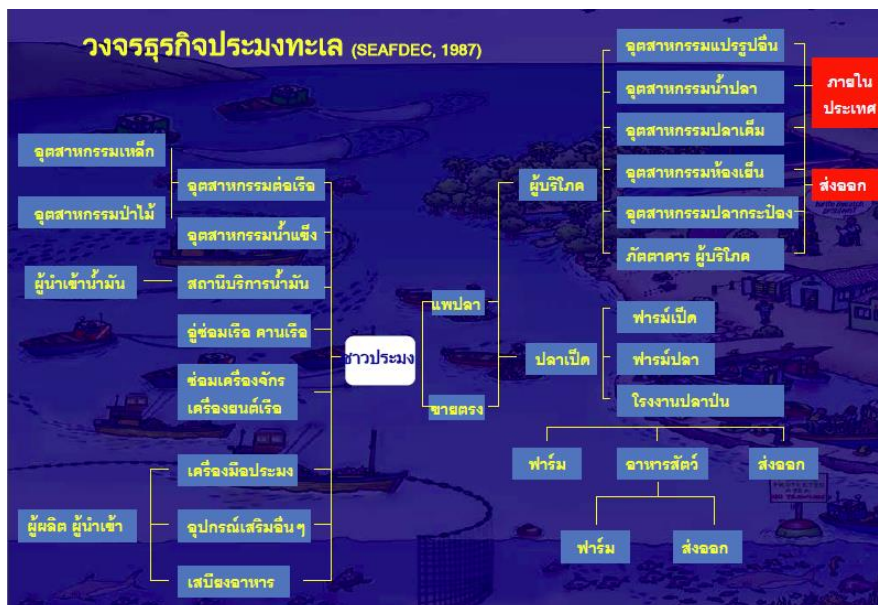 วงจรธุรกิจประมงทะเล (SEAFDEC, 1987)
อุตสาหกรรมเหล็ก
อุตสาหกรรมป่าไม้
ผู้นำเข้าน้ำมัน
ผู้ผลิต ผู้นำเข้า
อุตสาหกรรมต่อเรือ
อุตสาหกรรมน้ำแข็ง
สถานีบริการน้ำมัน
อู่ซ่อมเรือ คานเรือ
ซ่อมเครื่องจักร
เครื่องยนต์เรือ
เครื่องมือประมง
อุปกรณ์เสริมอื่นๆ
เสบียงอาหาร
ชาวประมง
แพปลา
ขายตรง
ผู้บริโภค
ปลาเป็ด
อุตสาหกรรมแปรรูปอื่น
อุตสาหกรรมน้ำปลา
อุตสาหกรรมปลาเค็ม
อุตสาหกรรมห้องเย็น
อุตสาหกรรมปลากระป๋อง
ภัตตาคาร ผู้บริโภค
ภายใน
ประเทศ
ส่งออก
ฟารม์เป็ด
ฟารม์ปลา
โรงงานปลาป่น
ฟาร์ม
อาหารสัตว์
ส่งออก
ฟาร์ม
ส่งออก